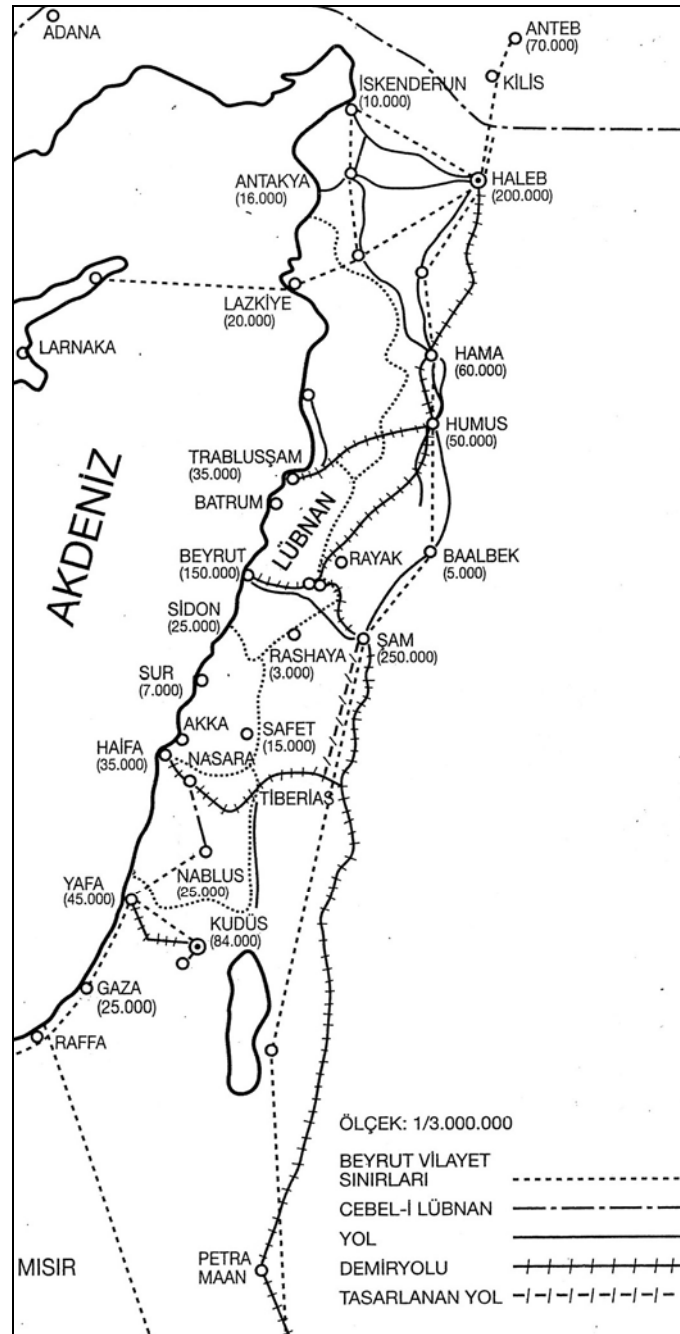 ADANA
ANTEB
(70.000)
KİLİS
İSKENDERUN
(10.000)
ANTAKYA
(16.000)
HALEB
(200.000)
LAZKİYE
(20.000)
LARNAKA
HAMA
(60.000)
HUMUS
(50.000)
TRABLUSŞAM
(35.000)
BATRUM
AKDENİZ
LÜBNAN
BEYRUT
(150.000)
RAYAK
BAALBEK
(5.000)
SİDON
(25.000)
RASHAYA
(3.000)
ŞAM
(250.000)
SUR
(7.000)
AKKA
SAFET
(15.000)
HAİFA
(35.000)
NASARA
TİBERİAS
NABLUS
(25.000)
YAFA
(45.000)
KUDÜS
(84.000)
GAZA
(25.000)
RAFFA
ÖLÇEK: 1/3.000.000
BEYRUT VİLAYET
SINIRLARI
CEBEL-İ LÜBNAN
YOL
DEMİRYOLU
TASARLANAN YOL
PETRA
MAAN
MISIR